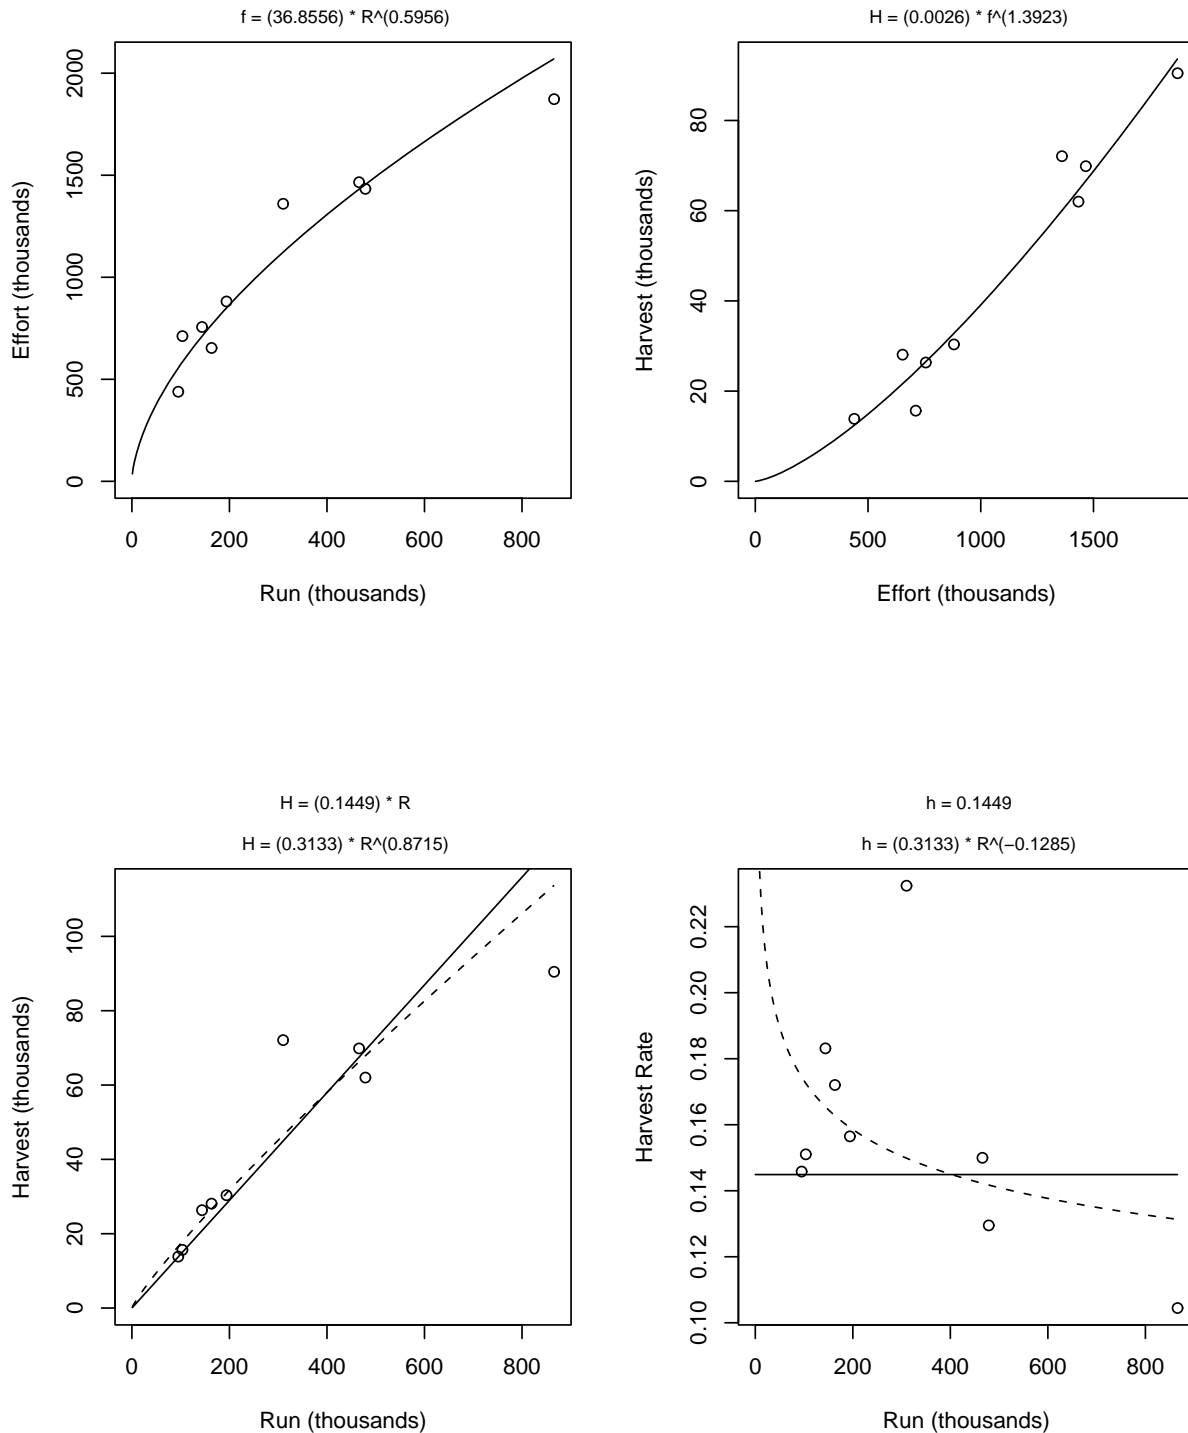 f = (36.8556) * R^(0.5956)
Effort (thousands)
2000
1500
1000
500
0
0 200 400 600 800
Run (thousands)
H = (0.0026) * f^(1.3923)
Harvest (thousands)
80
60
40
20
0
0 500 1000 1500
Effort (thousands)
H = (0.1449) * R
H = (0.3133) * R^(0.8715)
Harvest (thousands)
100
80
60
40
20
0
0 200 400 600 800
Run (thousands)
h = 0.1449
h = (0.3133) * R^(−0.1285)
Harvest Rate
0.22
0.20
0.18
0.16
0.14
0.12
0.10
0 200 400 600 800
Run (thousands)